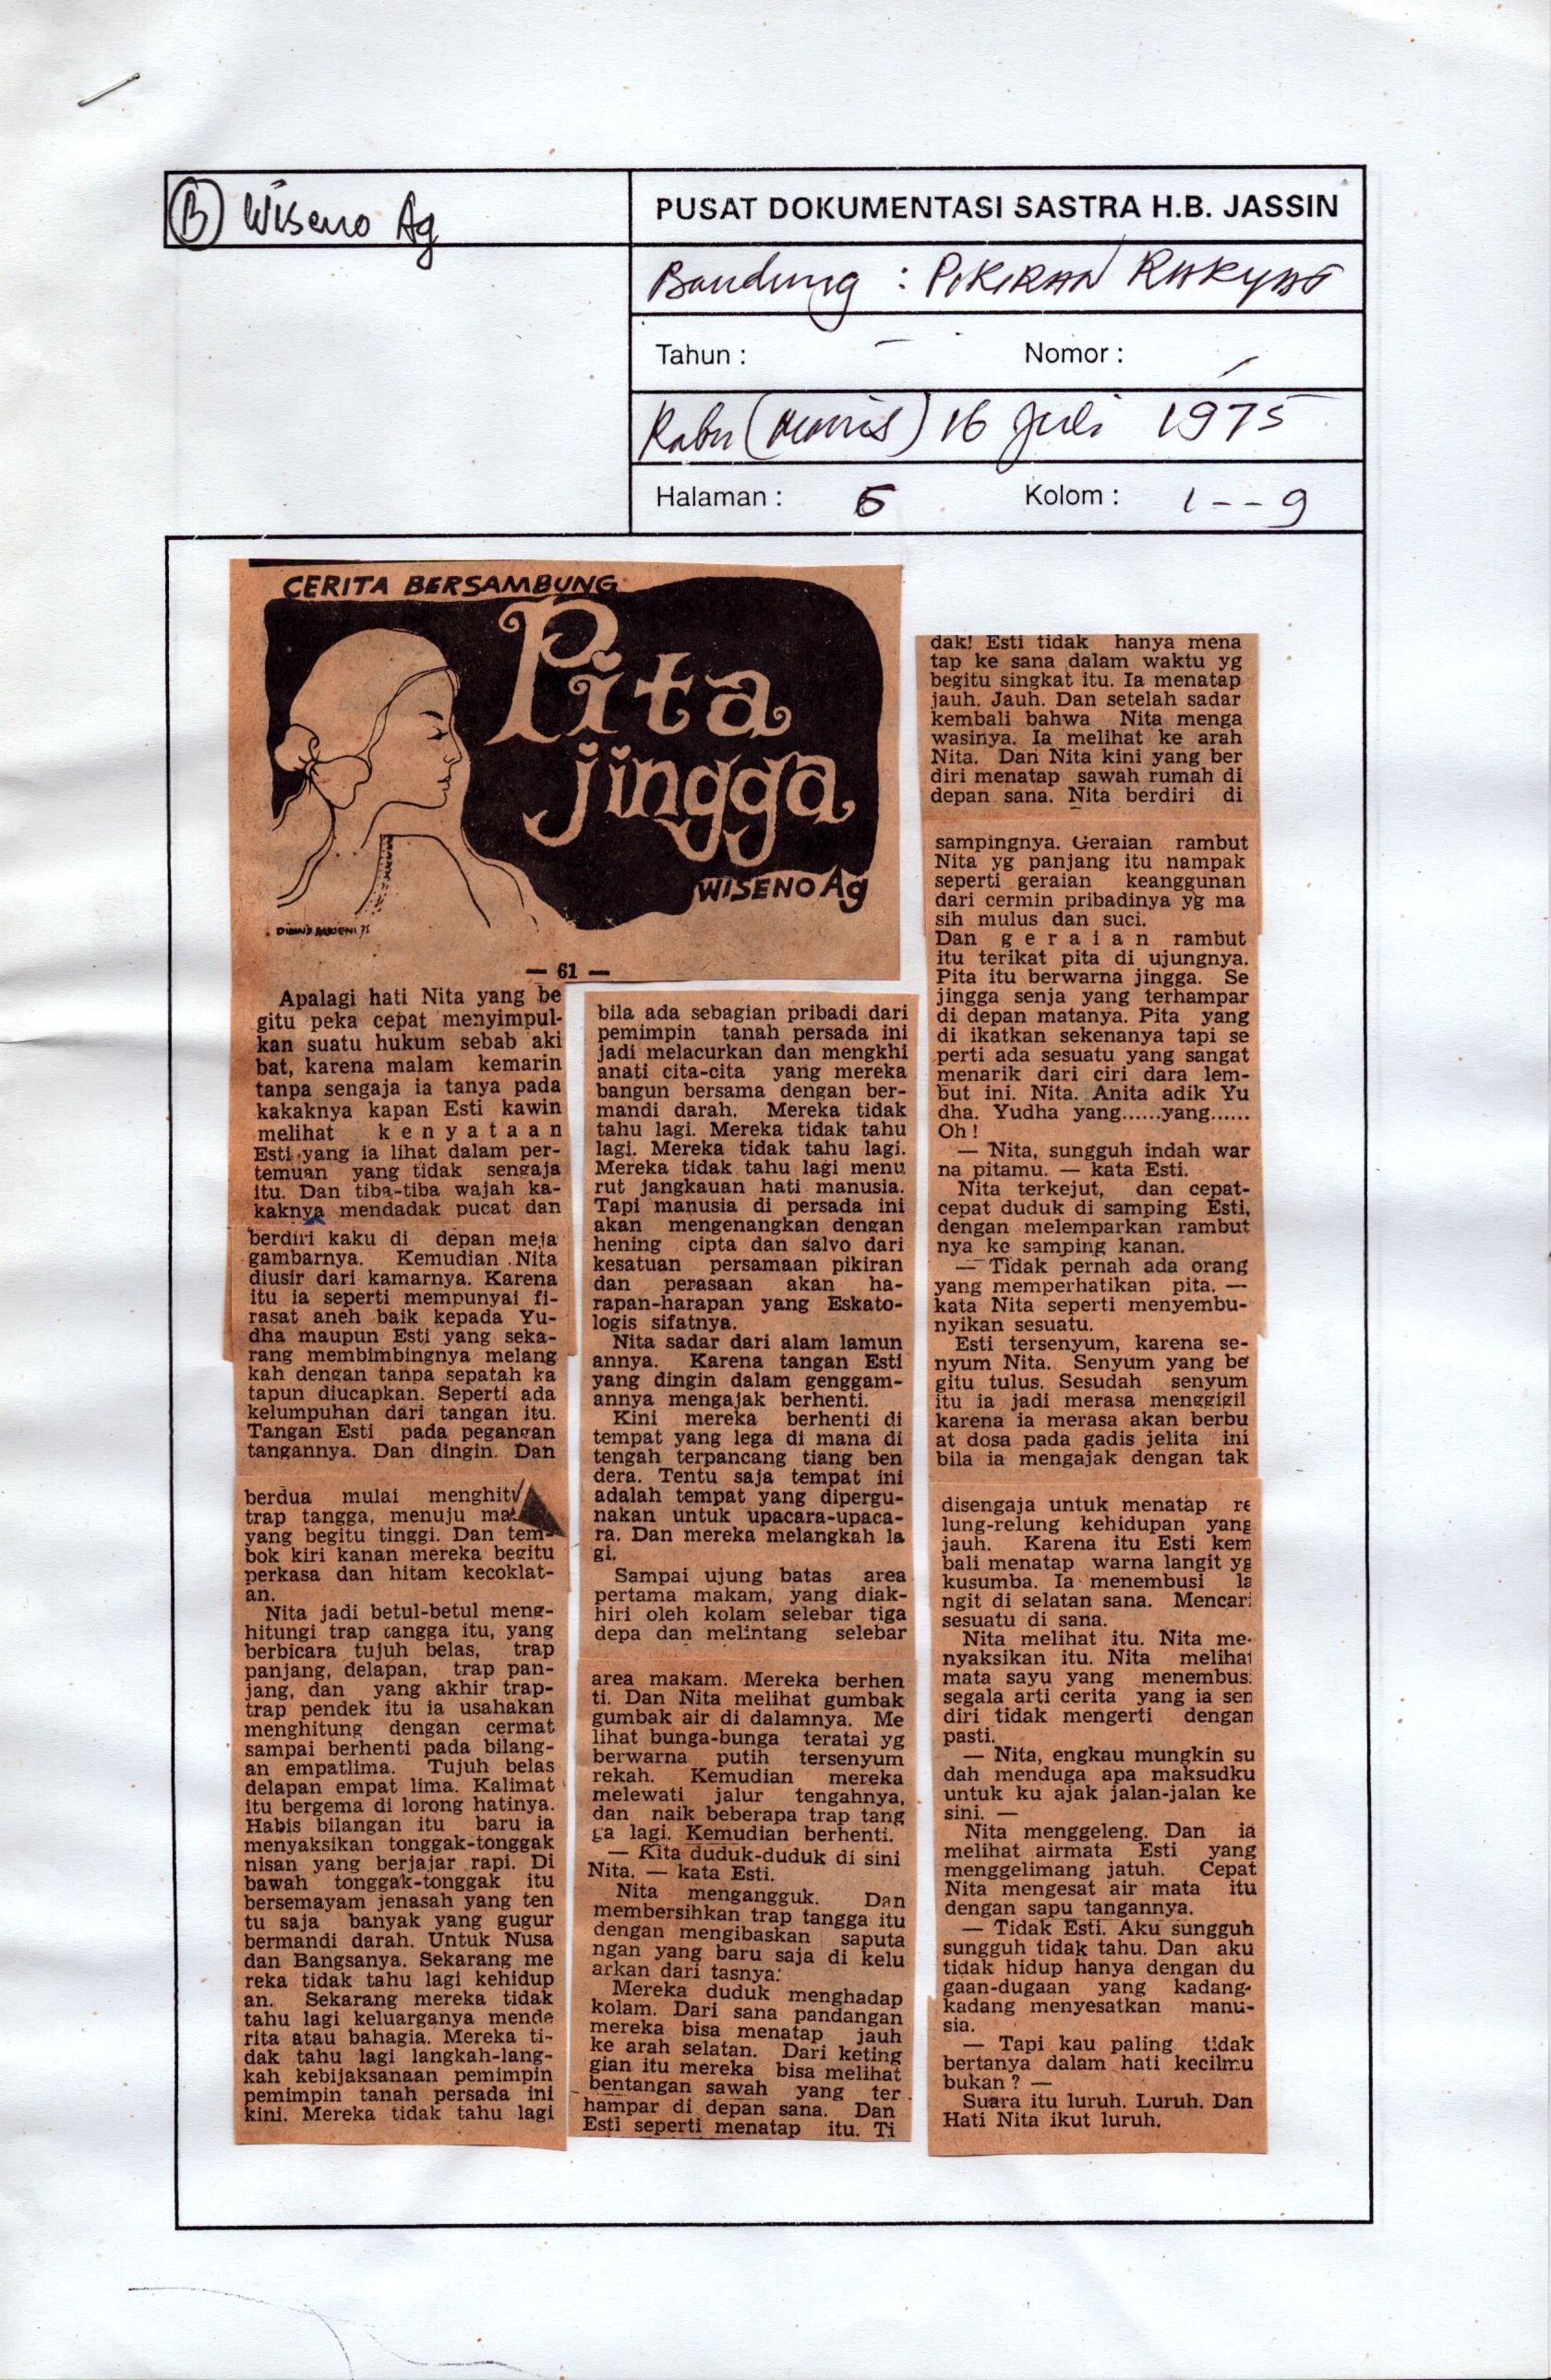 (B) Wiseno Ag
PUSAT DOKUMENTASI SASTRA H.B. JASSIN
Bandung : PIKIRAN RAKYAT
Tahun : -
Nomor : -
Rabu (Manis) 16 Juli 1975
Halaman : 6
Kolom : 1--9
CERITA BERSAMBUNG
Pita
jingga
WISENO Ag
— 61 —
Apalagi hati Nita yang be
gitu peka cepat menyimpul-
kan suatu hukum sebab aki
bat, karena malam kemarin
tanpa sengaja ia tanya pada
kakaknya kapan Esti kawin
melihat k e n y a t a a n
Esti yang ia lihat dalam per-
temuan yang tidak sengaja
itu. Dan tiba-tiba wajah ka-
kaknya mendadak pucat dan
berdiri kaku di depan meja
gambarnya. Kemudian Nita
diusir dari kamarnya. Karena
itu ia seperti mempunyai fi-
rasat aneh baik kepada Yu-
dha maupun Esti yang seka-
rang membimbingnya melang
kah dengan tanpa sepatah ka
tapun diucapkan. Seperti ada
kelumpuhan dari tangan itu.
Tangan Esti pada pegangan
tangannya. Dan dingin. Dan
berdua mulai menghitu
trap tangga, menuju
yang begitu tinggi. Dan tem-
bok kiri kanan mereka begitu
perkasa dan hitam kecoklat-
an.
Nita jadi betul-betul meng-
hitungi trap tangga itu, yang
berbicara tujuh belas, trap
panjang, delapan, trap pan-
jang, dan yang akhir trap-
trap pendek itu ia usahakan
menghitung dengan cermat
sampai berhenti pada bilang-
an empatlima. Tujuh belas
delapan empat lima. Kalimat
itu bergema di lorong hatinya.
Habis bilangan itu baru ia
menyaksikan tonggak-tonggak
nisan yang berjajar rapi. Di
bawah tonggak-tonggak itu
bersemayam jenasah yang ten
tu saja banyak yang gugur
bermandi darah. Untuk Nusa
dan Bangsanya. Sekarang me
reka tidak tahu lagi kehidup
an. Sekarang mereka tidak
tahu lagi keluarganya mende
rita atau bahagia. Mereka ti-
dak tahu lagi langkah-lang-
kah kebijaksanaan pemimpin
pemimpin tanah persada ini
kini. Mereka tidak tahu lagi
bila ada sebagian pribadi dari
pemimpin tanah persada ini
jadi melacurkan dan mengkhi
anati cita-cita yang mereka
bangun bersama dengan ber-
mandi darah. Mereka tidak
tahu lagi. Mereka tidak tahu
lagi. Mereka tidak tahu lagi.
Mereka tidak tahu lagi menu
rut jangkauan hati manusia.
Tapi manusia di persada ini
akan mengenangkan dengan
hening cipta dan salvo dari
kesatuan persamaan pikiran
dan perasaan akan ha-
rapan-harapan yang Eskato-
logis sifatnya.
Nita sadar dari alam lamun
annya. Karena tangan Esti
yang dingin dalam genggam-
annya mengajak berhenti.
Kini mereka berhenti di
tempat yang lega di mana di
tengah terpancang tiang ben
dera. Tentu saja tempat ini
adalah tempat yang dipergu-
nakan untuk upacara-upaca-
ra. Dan mereka melangkah la
gi.
Sampai ujung batas area
pertama makam, yang diak-
hiri oleh kolam selebar tiga
depa dan melintang selebar
area makam. Mereka berhen
ti. Dan Nita melihat gumbak
gumbak air di dalamnya. Me
lihat bunga-bunga teratai yg
berwarna putih tersenyum
rekah. Kemudian mereka
melewati jalur tengahnya,
dan naik beberapa trap tang
ga lagi. Kemudian berhenti.
— Kita duduk-duduk di sini
Nita. — kata Esti.
Nita mengangguk. Dan
membersihkan trap tangga itu
dengan mengibaskan saputa
ngan yang baru saja di kelu
arkan dari tasnya.
Mereka duduk menghadap
kolam. Dari sana pandangan
mereka bisa menatap jauh
ke arah selatan. Dari keting
gian itu mereka bisa melihat
bentangan sawah yang ter
hampar di depan sana. Dan
Esti seperti menatap itu. Ti
dak! Esti tidak hanya mena
tap ke sana dalam waktu yg
begitu singkat itu. Ia menatap
jauh. Jauh. Dan setelah sadar
kembali bahwa Nita menga
wasinya. Ia melihat ke arah
Nita. Dan Nita kini yang ber
diri menatap sawah rumah di
depan sana. Nita berdiri di
sampingnya. Geraian rambut
Nita yg panjang itu nampak
seperti geraian keanggunan
dari cermin pribadinya yg ma
sih mulus dan suci.
Dan g e r a i a n rambut
itu terikat pita di ujungnya.
Pita itu berwarna jingga. Se
jingga senja yang terhampar
di depan matanya. Pita yang
di ikatkan sekenanya tapi se
perti ada sesuatu yang sangat
menarik dari ciri dara lem-
but ini. Nita. Anita adik Yu
dha. Yudha yang......yang......
Oh!
— Nita, sungguh indah war
na pitamu. — kata Esti.
Nita terkejut, dan cepat-
cepat duduk di samping Esti,
dengan melemparkan rambut
nya ke samping kanan.
— Tidak pernah ada orang
yang memperhatikan pita. —
kata Nita seperti menyembu-
nyikan sesuatu.
Esti tersenyum, karena se-
nyum Nita. Senyum yang be
gitu tulus. Sesudah senyum
itu ia jadi merasa menggigil
karena ia merasa akan berbu
at dosa pada gadis jelita ini
bila ia mengajak dengan tak
disengaja untuk menatap re
lung-relung kehidupan yang
jauh. Karena itu Esti kem
bali menatap warna langit yg
kusumba. Ia menembusi la
ngit di selatan sana. Mencari
sesuatu di sana.
Nita melihat itu. Nita me-
nyaksikan itu. Nita melihat
mata sayu yang menembus
segala arti cerita yang ia sen
diri tidak mengerti dengan
pasti.
— Nita, engkau mungkin su
dah menduga apa maksudku
untuk ku ajak jalan-jalan ke
sini. —
Nita menggeleng. Dan ia
melihat airmata Esti yang
menggelimang jatuh. Cepat
Nita mengesat air mata itu
dengan sapu tangannya.
— Tidak Esti. Aku sungguh
sungguh tidak tahu. Dan aku
tidak hidup hanya dengan du
gaan-dugaan yang kadang-
kadang menyesatkan manu-
sia.
— Tapi kau paling tidak
bertanya dalam hati kecilmu
bukan ? —
Suara itu luruh. Luruh. Dan
Hati Nita ikut luruh.